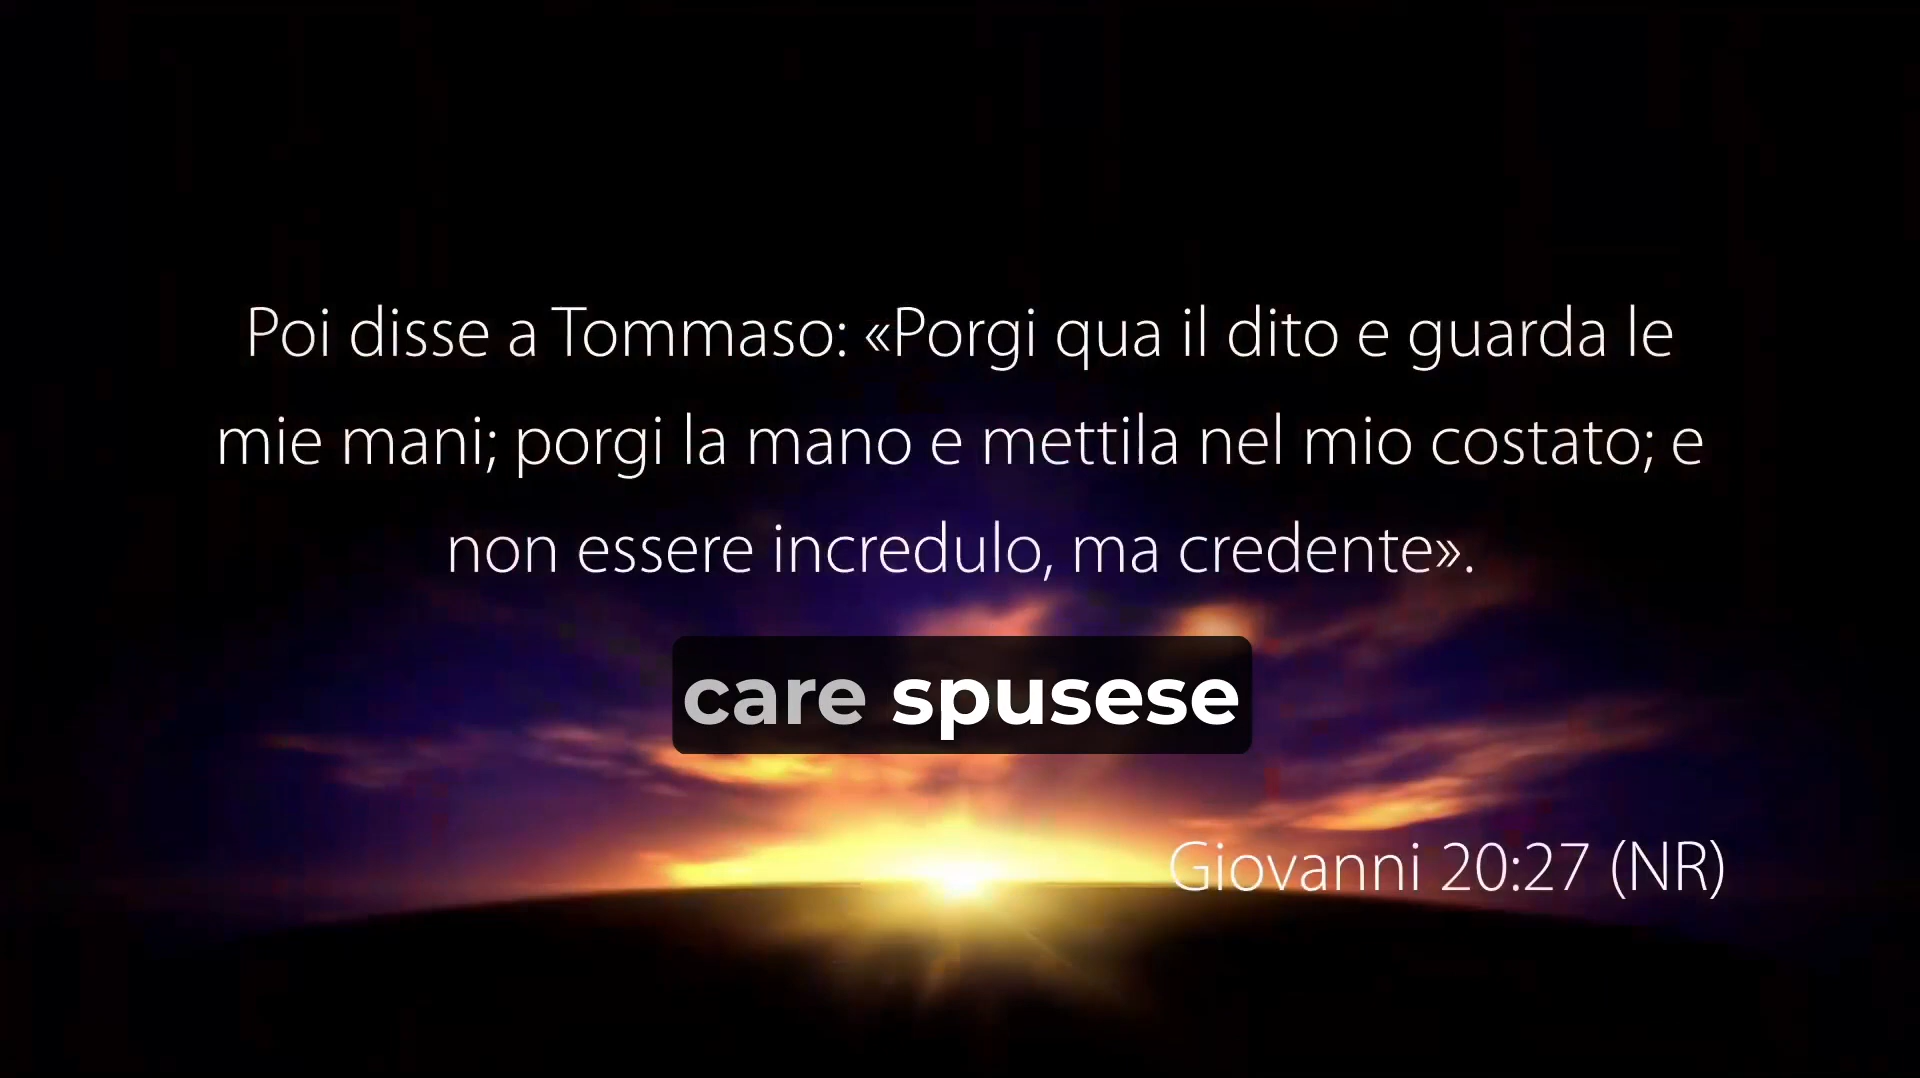 Poi disse a Tommaso: «Porgi qua il dito e guarda le
mie mani; porgi la mano e mettila nel mio costato; e
non essere incredulo, ma credente».
care spusese
Giovanni 20:27 (NR)